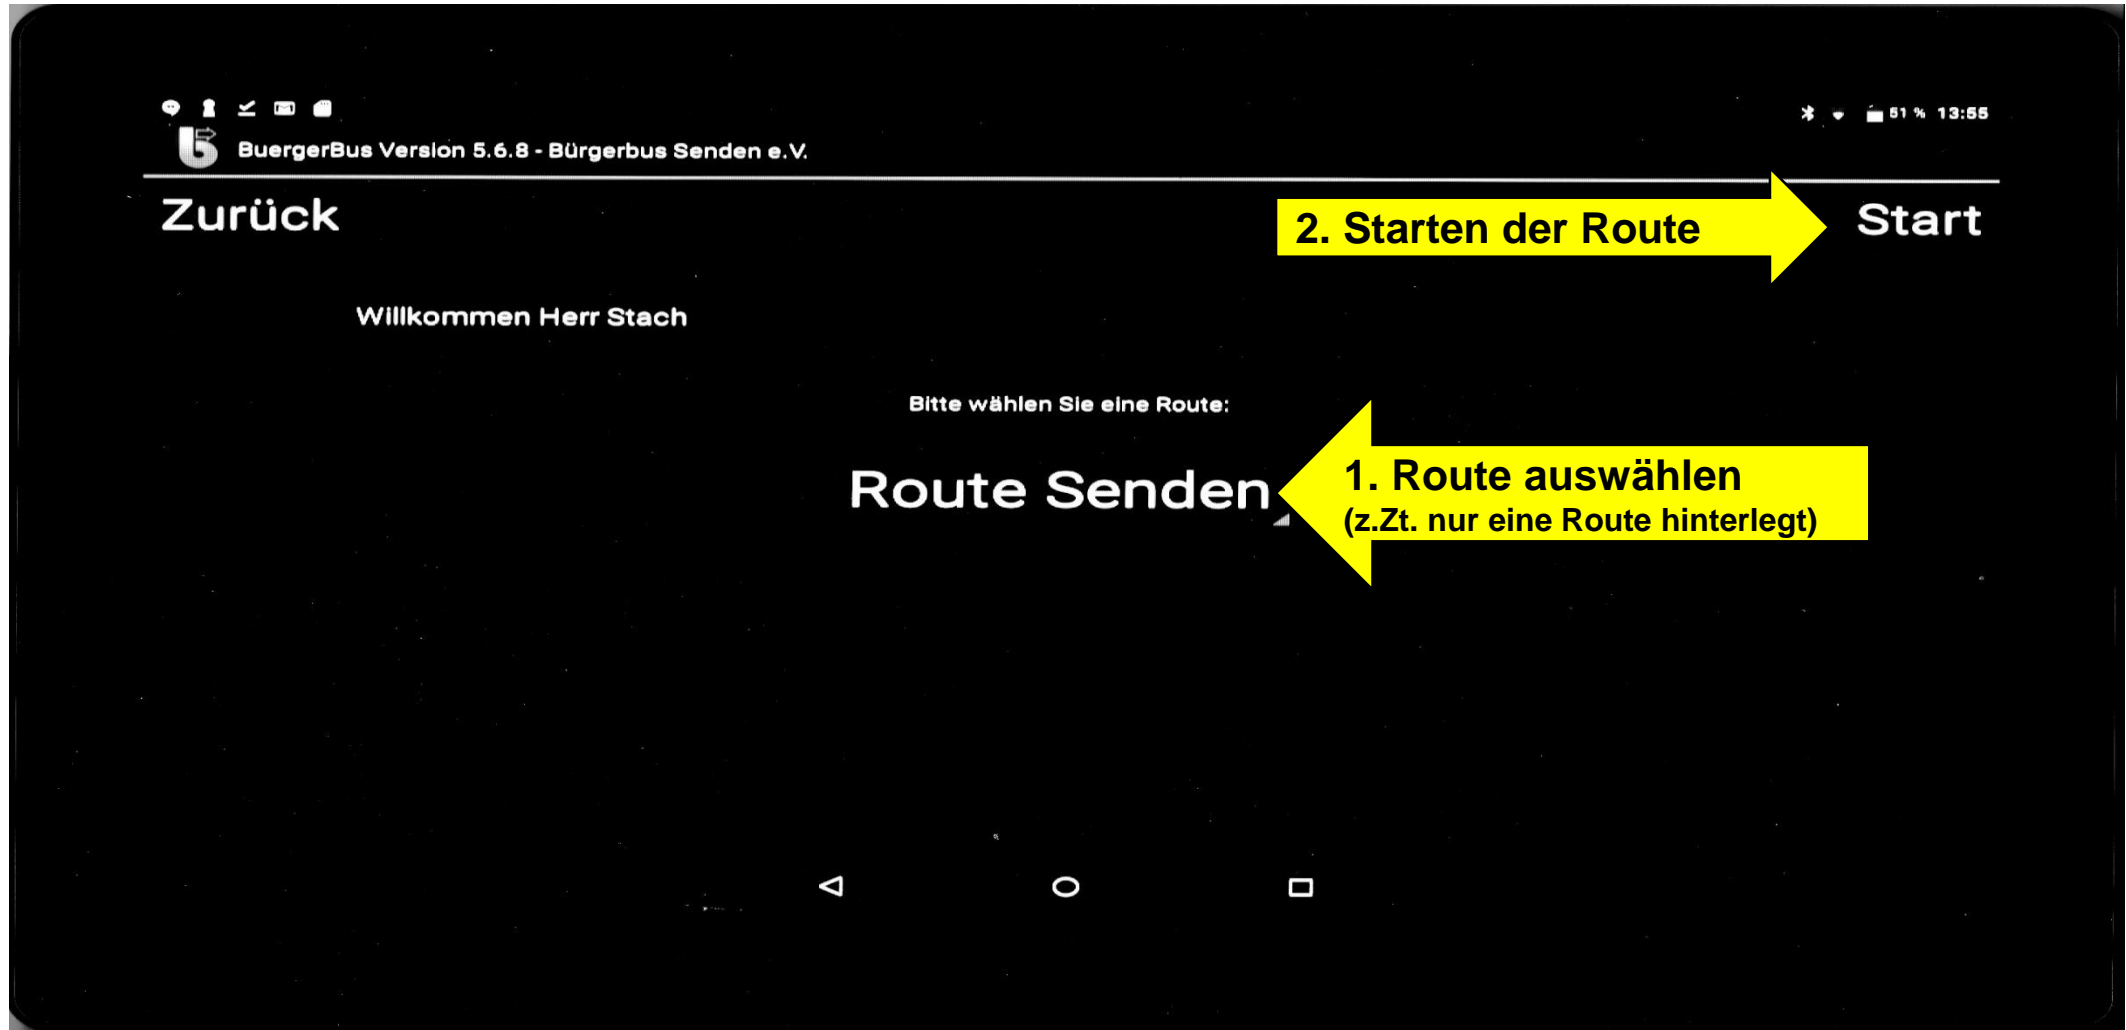 51 % 13:55
BuergerBus Version 5.6.8 - Bürgerbus Senden e.V.
Zurück
2. Starten der Route
Start
Willkommen Herr Stach
Bitte wählen Sie eine Route:
Route Senden
1. Route auswählen
(z.Zt. nur eine Route hinterlegt)